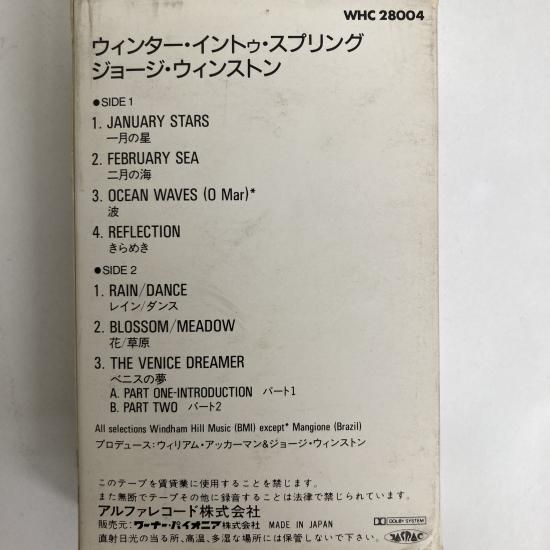 WHC 28004
ウィンター・イントゥ・スプリング
ジョージ・ウィンストン
●SIDE 1
1. JANUARY STARS
一月の星
2. FEBRUARY SEA
二月の海
3. OCEAN WAVES (O Mar)*
波
4. REFLECTION
きらめき
●SIDE 2
1. RAIN/DANCE
レイン/ダンス
2. BLOSSOM/MEADOW
花/草原
3. THE VENICE DREAMER
ベニスの夢
A. PART ONE-INTRODUCTION パート1
B. PART TWO パート2
All selections Windham Hill Music (BMI) except* Mangione (Brazil)
プロデュース:ウィリアム・アッカーマン&ジョージ・ウィンストン
このテープを賃貸業に使用することを禁じます。
また無断でテープその他に録音することは法律で禁じられています。
アルファレコード株式会社
販売元:ワーナー・パイオニア株式会社 MADE IN JAPAN
DOLBY SYSTEM
直射日光の当る所、高温、多湿な場所には保管しないで下さい。
JASRAC